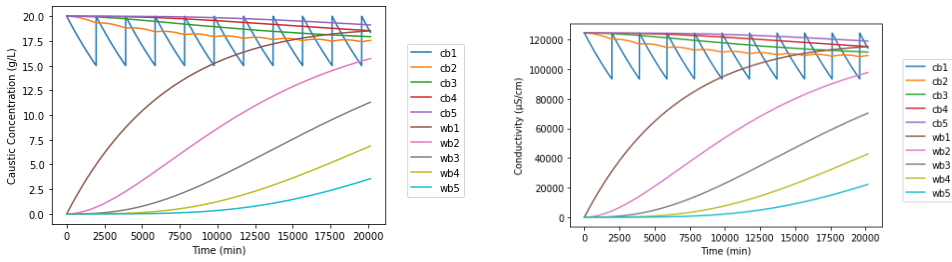 20.0
17.5
15.0
12.5
10.0
7.5
5.0
2.5
0.0
Caustic Concentration (g/L)
0 2500 5000 7500 10000 12500 15000 17500 20000
Time (min)
cb1
cb2
cb3
cb4
cb5
wb1
wb2
wb3
wb4
wb5
120000
100000
80000
60000
40000
20000
0
Conductivity (µS/cm)
0 2500 5000 7500 10000 12500 15000 17500 20000
Time (min)
cb1
cb2
cb3
cb4
cb5
wb1
wb2
wb3
wb4
wb5